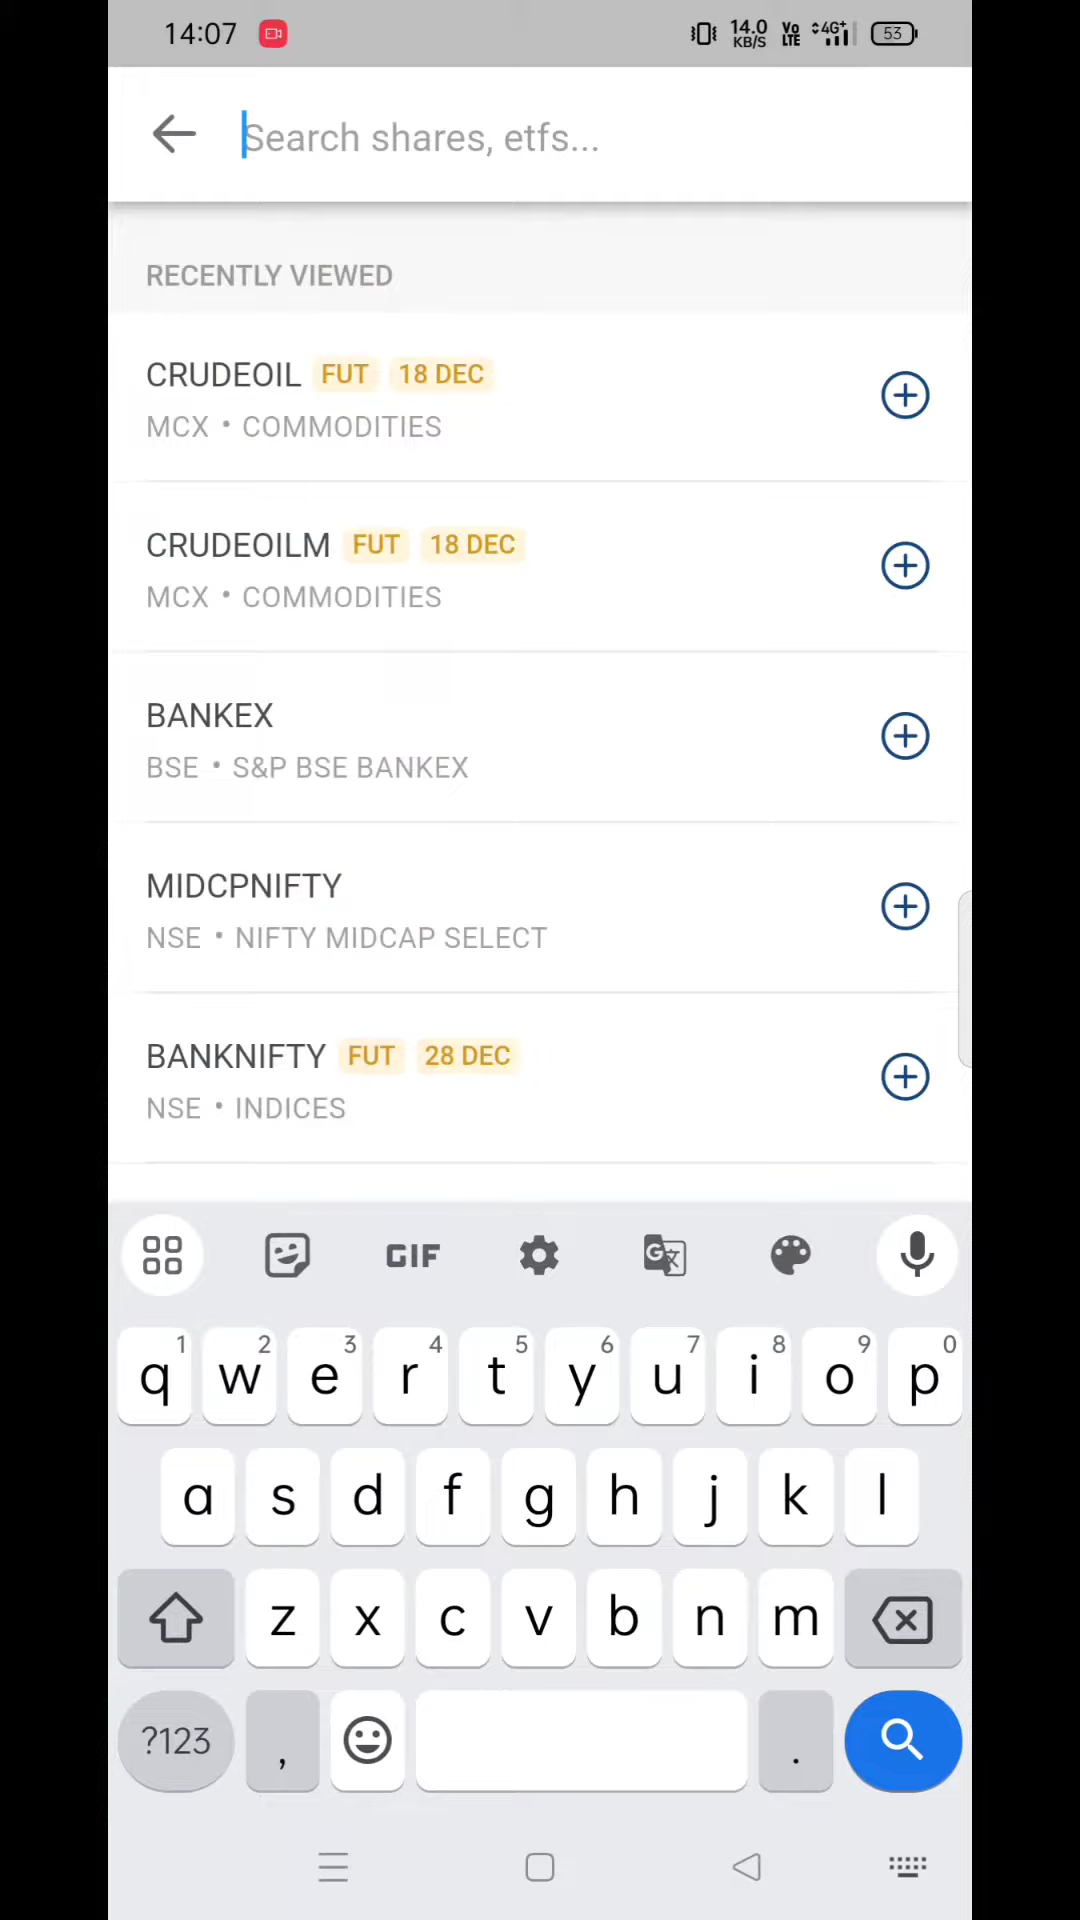 14:07 14.0 KB/S Vo LTE 4G+ 53
Search shares, etfs...
RECENTLY VIEWED
CRUDEOIL FUT 18 DEC
MCX • COMMODITIES
CRUDEOILM FUT 18 DEC
MCX • COMMODITIES
BANKEX
BSE • S&P BSE BANKEX
MIDCPNIFTY
NSE • NIFTY MIDCAP SELECT
BANKNIFTY FUT 28 DEC
NSE • INDICES
GIF G
q 1 w 2 e 3 r 4 t 5 y 6 u 7 i 8 o 9 p 0
a s d f g h j k l
z x c v b n m
?123 , .